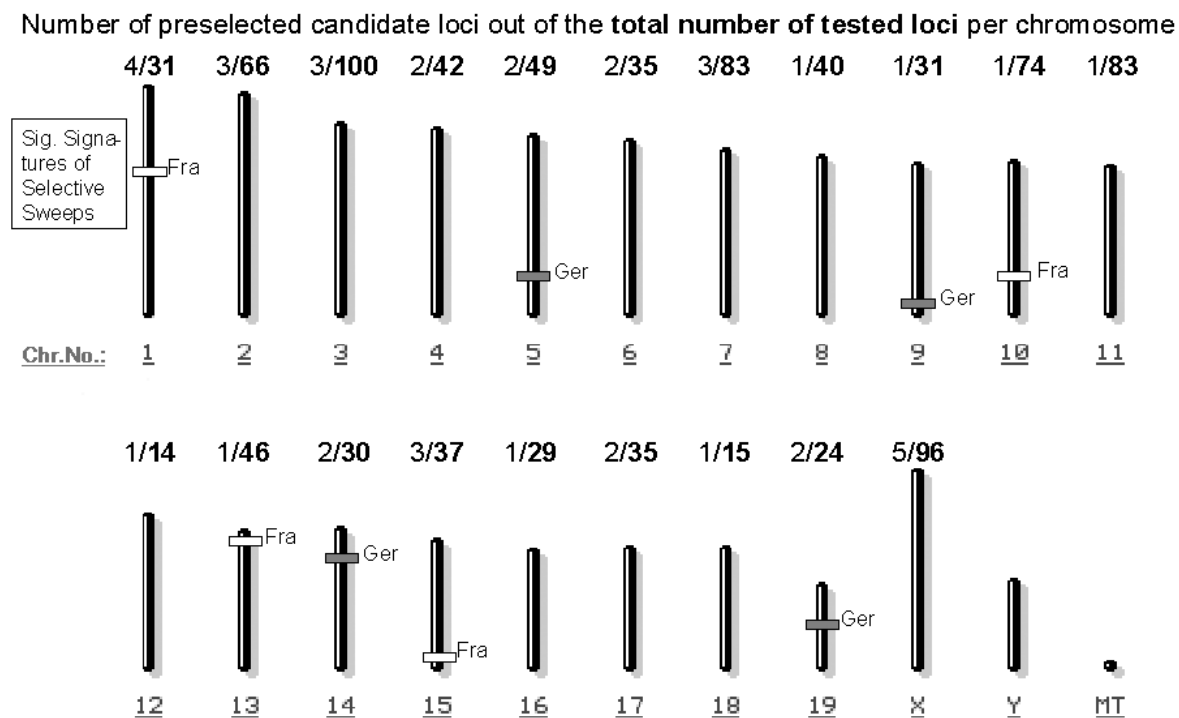 Number of preselected candidate loci out of the total number of tested loci per chromosome
4/31 3/66 3/100 2/42 2/49 2/35 3/83 1/40 1/31 1/74 1/83
Sig. Signa-
tures of
Selective
Sweeps
Fra
Ger
Ger
Fra
Chr.No.: 1 2 3 4 5 6 7 8 9 10 11
1/14 1/46 2/30 3/37 1/29 2/35 1/15 2/24 5/96
Fra
Ger
Fra
Ger
12 13 14 15 16 17 18 19 X Y MT